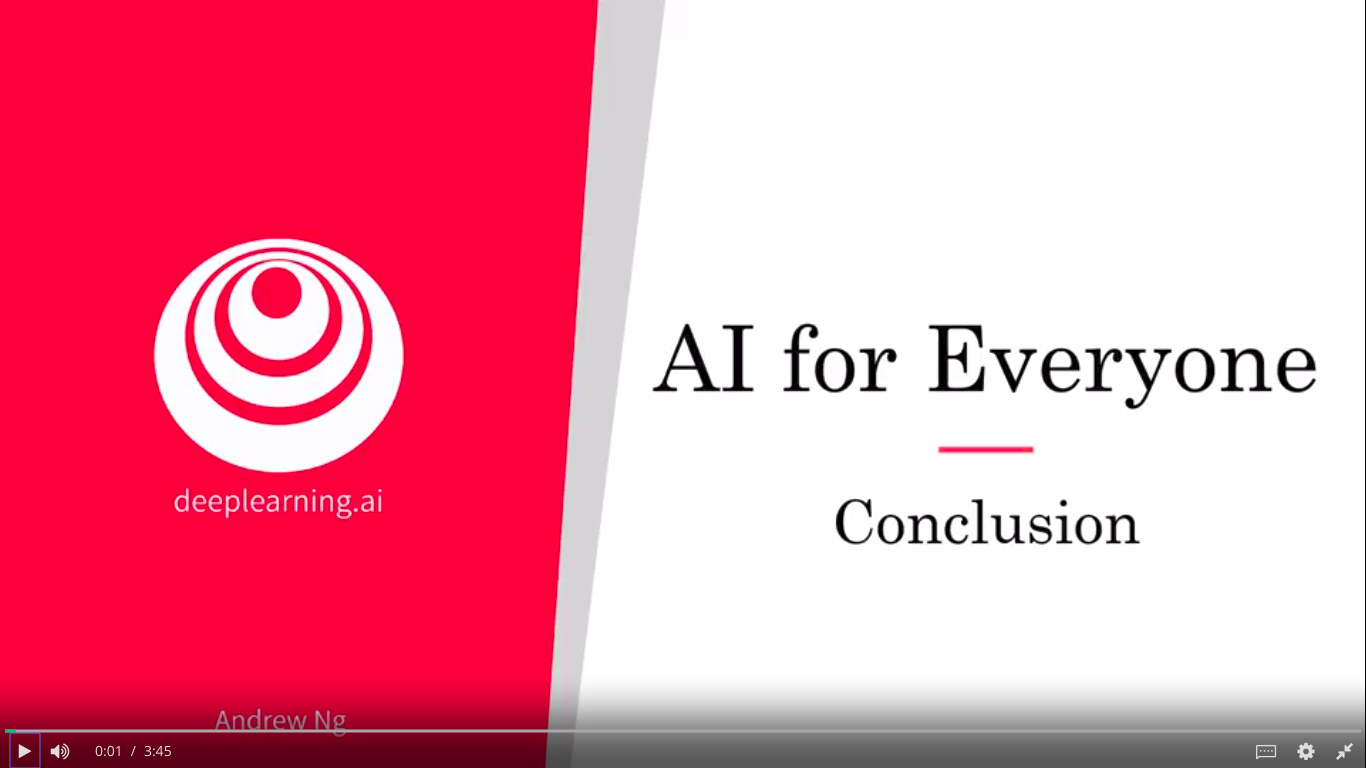 AI for Everyone
Conclusion
deeplearning.ai
Andrew Ng
0:01 / 3:45